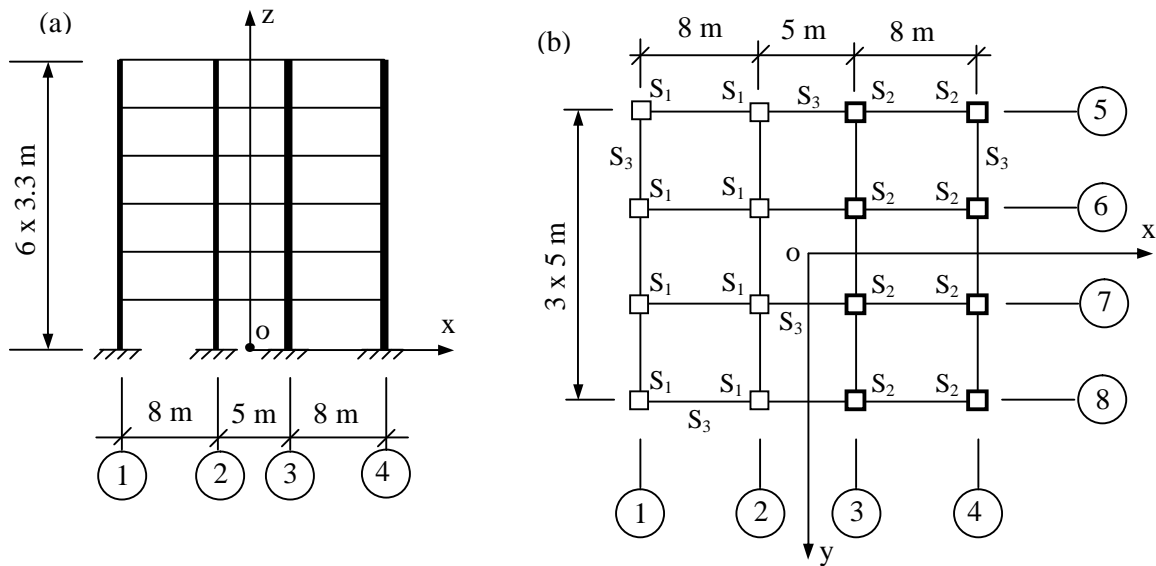 (a)
z
6 x 3.3 m
o
x
8 m 5 m 8 m
1 2 3 4
(b)
8 m 5 m 8 m
S₁ S₁ S₃ S₂ S₂
5
S₃ S₃
S₁ S₁ S₂ S₂
6
3 x 5 m
o
x
S₁ S₁ S₂ S₂
7
S₃
S₁ S₁ S₂ S₂
8
S₃
1 2 3 4
y